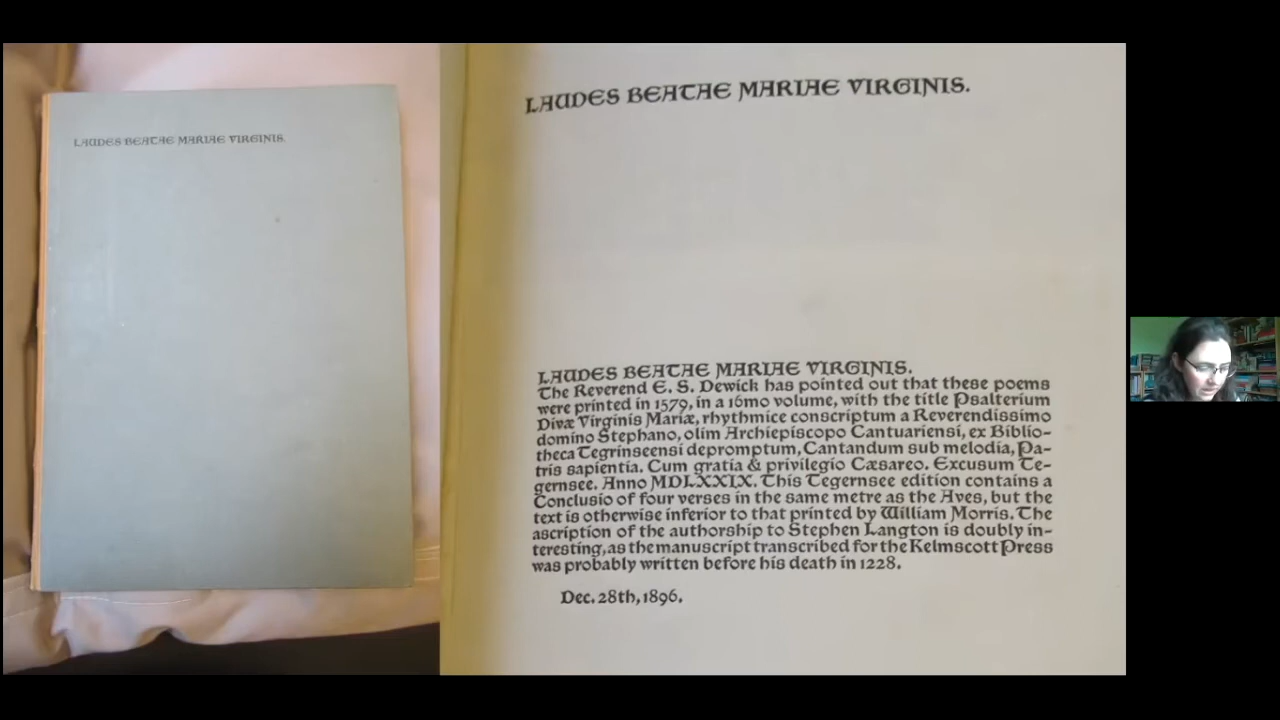 LAUDES BEATAE MARIAE VIRGINIS.
LAUDES BEATAE MARIAE VIRGINIS.
LAUDES BEATAE MARIAE VIRGINIS.
The Reverend E. S. Dewick has pointed out that these poems
were printed in 1579, in a 16mo volume, with the title Psalterium
Divæ Virginis Mariæ, rhythmice conscriptum a Reverendissimo
domino Stephano, olim Archiepiscopo Cantuariensi, ex Biblio-
theca Tegrinseensi depromptum, Cantandum sub melodia, Pa-
tris sapientia. Cum gratia & privilegio Cæsareo. Excusum Te-
gernsee. Anno MDLXXIX. This Tegernsee edition contains a
Conclusio of four verses in the same metre as the Aves, but the
text is otherwise inferior to that printed by William Morris. The
ascription of the authorship to Stephen Langton is doubly in-
teresting, as the manuscript transcribed for the Kelmscott Press
was probably written before his death in 1228.
Dec. 28th, 1896.